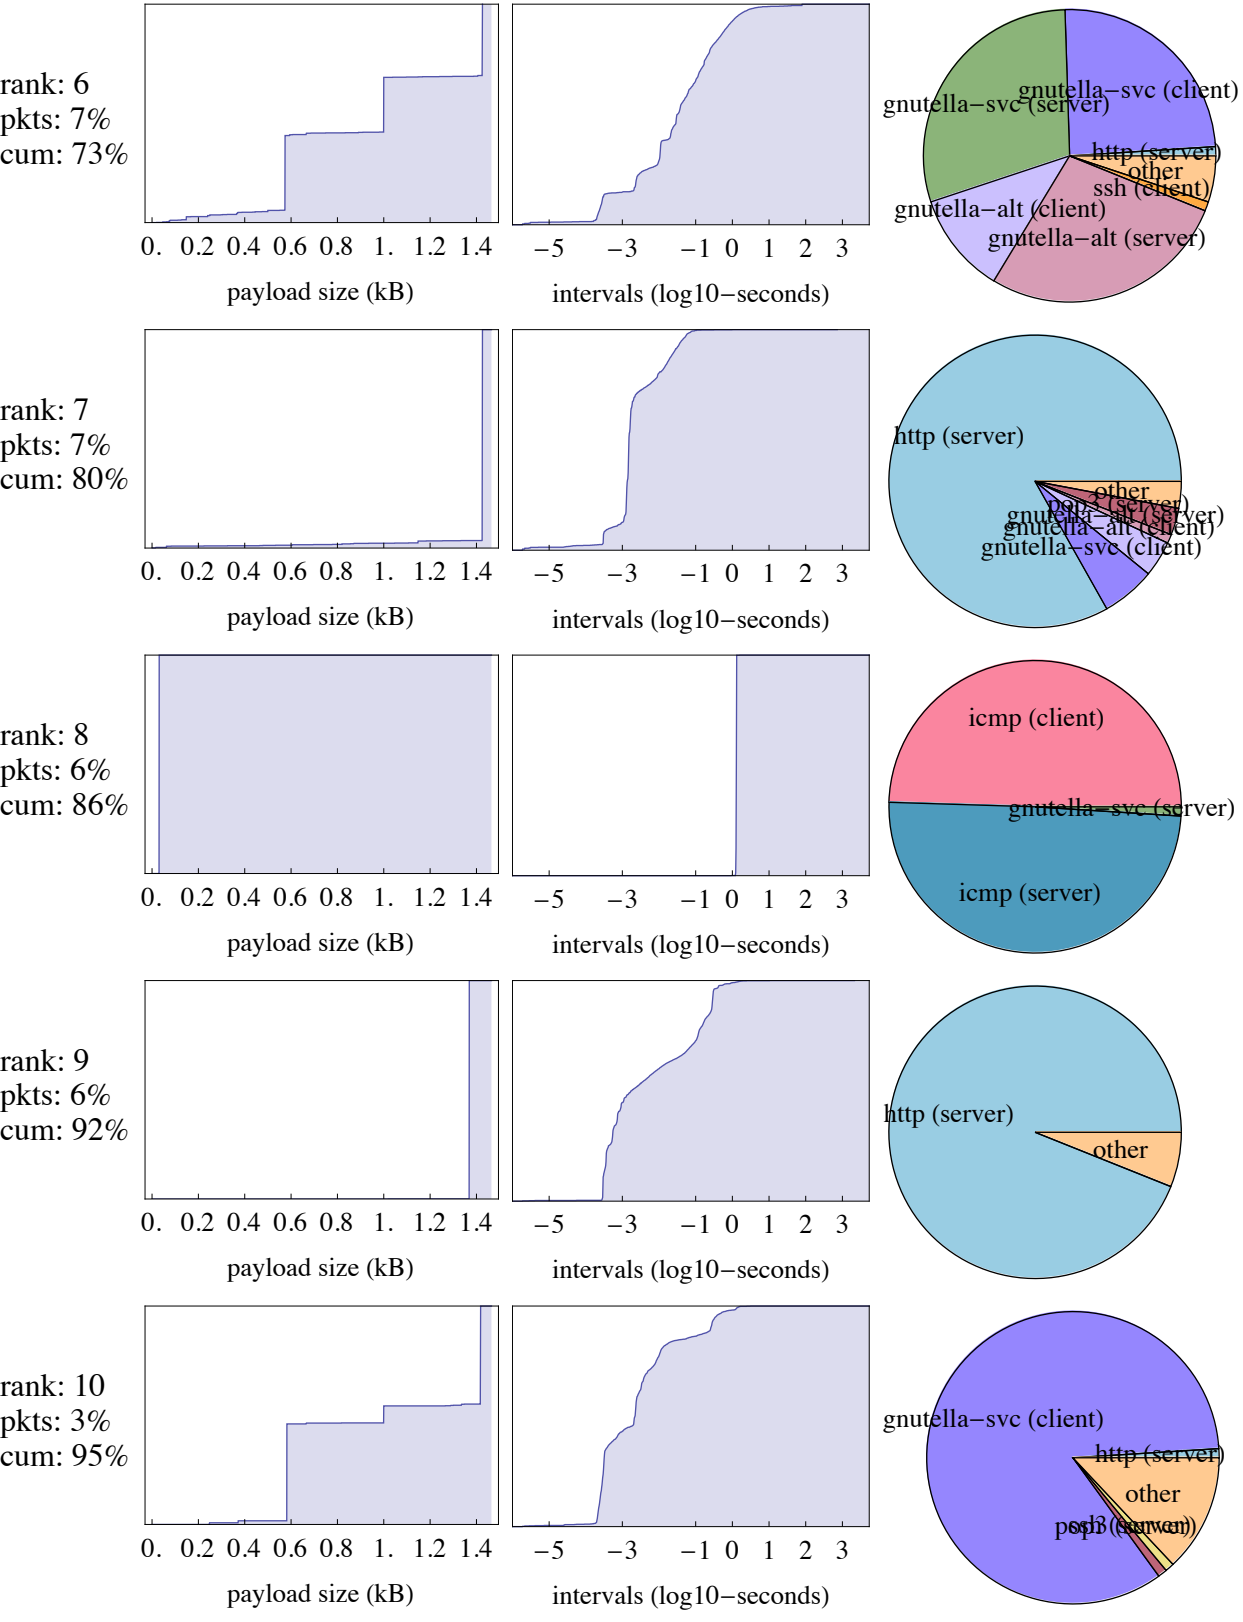 rank: 6
pkts: 7%
cum: 73%
0. 0.2 0.4 0.6 0.8 1. 1.2 1.4
payload size (kB)
−5 −3 −1 0 1 2 3
intervals (log10−seconds)
gnutella−svc (client)
gnutella−svc (server)
http (server)
other
ssh (client)
gnutella−alt (client)
gnutella−alt (server)
rank: 7
pkts: 7%
cum: 80%
0. 0.2 0.4 0.6 0.8 1. 1.2 1.4
payload size (kB)
−5 −3 −1 0 1 2 3
intervals (log10−seconds)
http (server)
other
pop3 (server)
gnutella−alt (server)
gnutella−alt (client)
gnutella−svc (client)
rank: 8
pkts: 6%
cum: 86%
0. 0.2 0.4 0.6 0.8 1. 1.2 1.4
payload size (kB)
−5 −3 −1 0 1 2 3
intervals (log10−seconds)
icmp (client)
gnutella−svc (server)
icmp (server)
rank: 9
pkts: 6%
cum: 92%
0. 0.2 0.4 0.6 0.8 1. 1.2 1.4
payload size (kB)
−5 −3 −1 0 1 2 3
intervals (log10−seconds)
http (server)
other
rank: 10
pkts: 3%
cum: 95%
0. 0.2 0.4 0.6 0.8 1. 1.2 1.4
payload size (kB)
−5 −3 −1 0 1 2 3
intervals (log10−seconds)
gnutella−svc (client)
http (server)
other
pop3 (server)